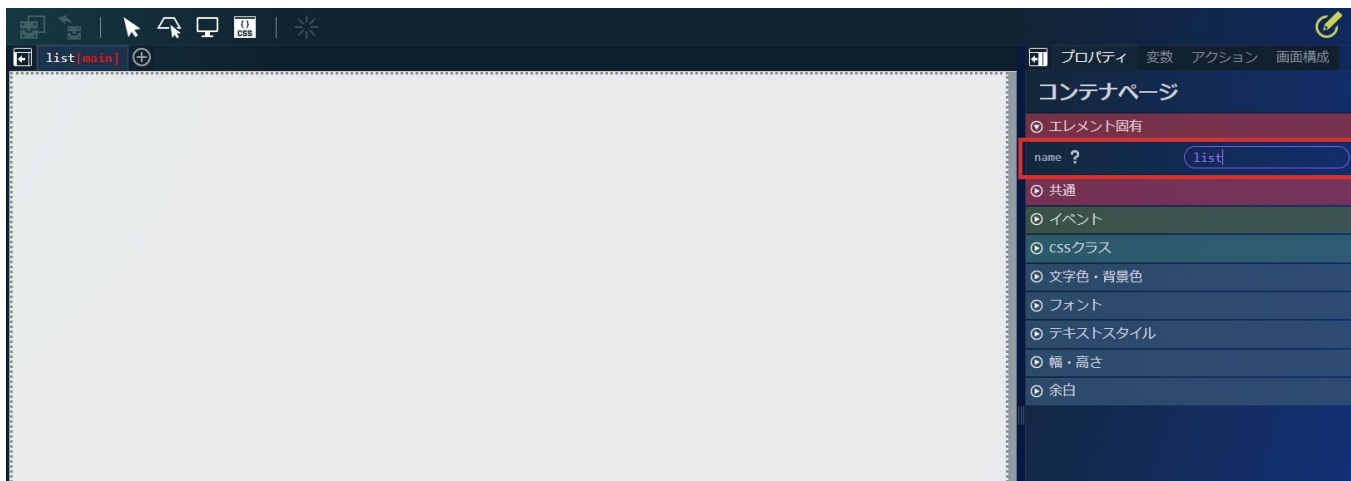 {} CSS
list[main]
プロパティ 変数 アクション 画面構成
コンテナページ
エレメント固有
name ? list
共通
イベント
cssクラス
文字色・背景色
フォント
テキストスタイル
幅・高さ
余白